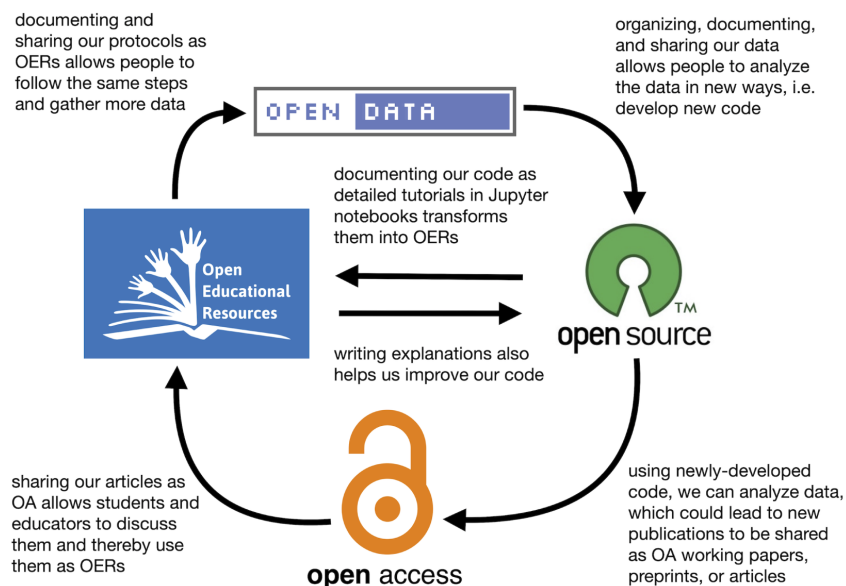 documenting and
sharing our protocols as
OERs allows people to
follow the same steps
and gather more data
OPEN DATA
organizing, documenting,
and sharing our data
allows people to analyze
the data in new ways, i.e.
develop new code
documenting our code as
detailed tutorials in Jupyter
notebooks transforms
them into OERs
Open
Educational
Resources
TM
open source
writing explanations also
helps us improve our code
sharing our articles as
OA allows students and
educators to discuss
them and thereby use
them as OERs
open access
using newly-developed
code, we can analyze data,
which could lead to new
publications to be shared
as OA working papers,
preprints, or articles